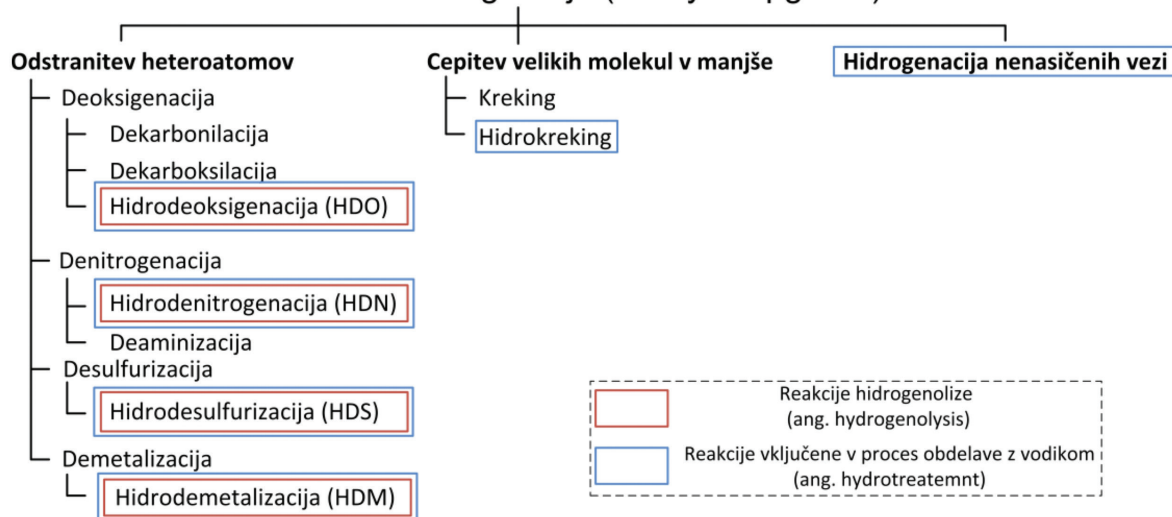 Odstranitev heteroatomov
Cepitev velikih molekul v manjše
Hidrogenacija nenasičenih vezi
Deoksigenacija
Kreking
Dekarbonilacija
Hidrokreking
Dekarboksilacija
Hidrodeoksigenacija (HDO)
Denitrogenacija
Hidrodenitrogenacija (HDN)
Deaminizacija
Desulfurizacija
Hidrodesulfurizacija (HDS)
Demetalizacija
Hidrodemetalizacija (HDM)
Reakcije hidrogenolize
(ang. hydrogenolysis)
Reakcije vključene v proces obdelave z vodikom
(ang. hydrotreatemnt)